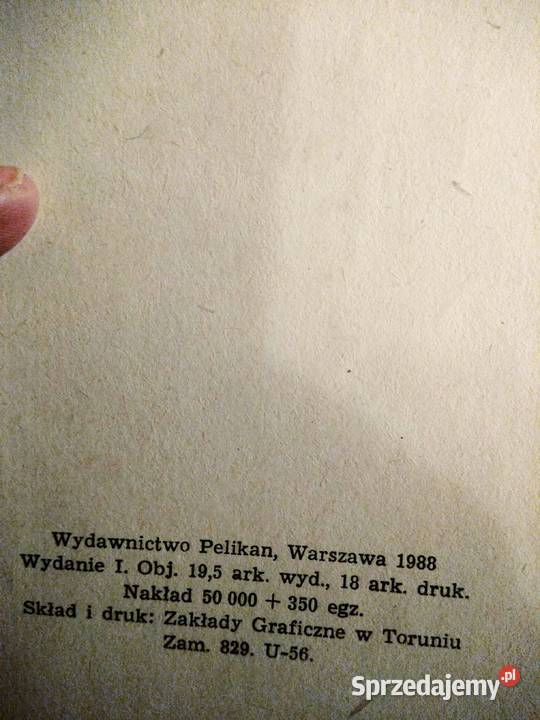 Wydawnictwo Pelikan, Warszawa 1988
Wydanie I. Obj. 19,5 ark. wyd., 18 ark. druk.
Nakład 50 000 + 350 egz.
Skład i druk: Zakłady Graficzne w Toruniu
Zam. 829. U-56.
Sprzedajemy.pl